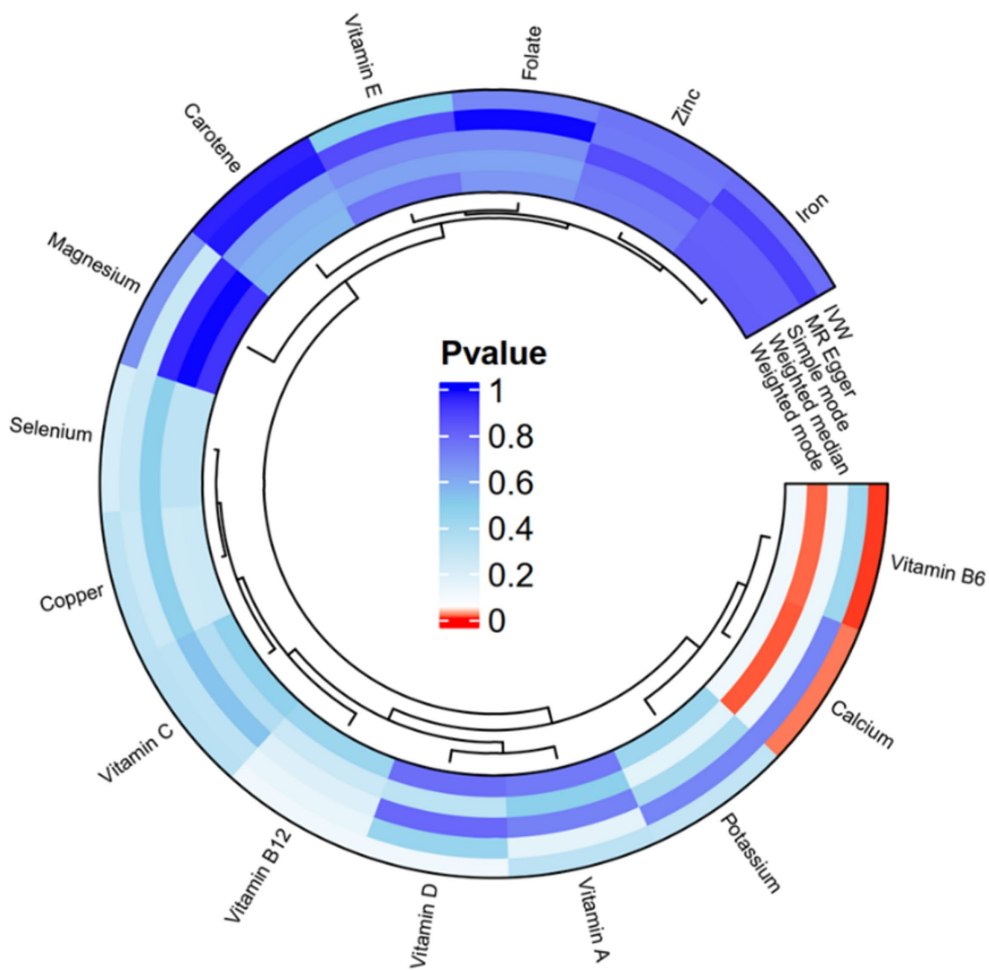 Vitamin E
Folate
Zinc
Iron
Carotene
Magnesium
Selenium
Copper
Vitamin C
Vitamin B12
Vitamin D
Vitamin A
Potassium
Calcium
Vitamin B6
IVW
MR Egger
Simple mode
Weighted median
Weighted mode
Pvalue
1
0.8
0.6
0.4
0.2
0